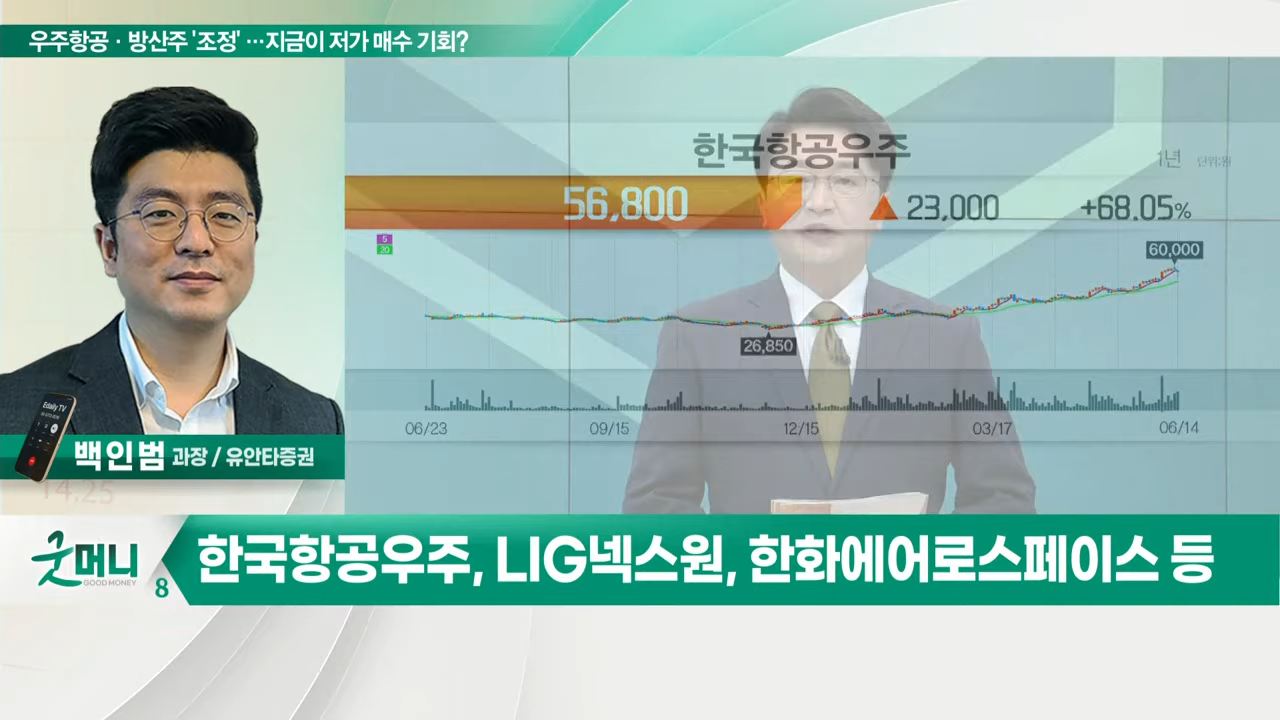 우주항공 · 방산주 '조정' …지금이 저가 매수 기회?
한국항공우주
1년 단위:원
56,800 ▲ 23,000 +68.05%
5
20
60,000
26,850
06/23 09/15 12/15 03/17 06/14
Edaily TV
백인범 과장 / 유안타증권
14.25
굿머니
GOOD MONEY
8
한국항공우주, LIG넥스원, 한화에어로스페이스 등